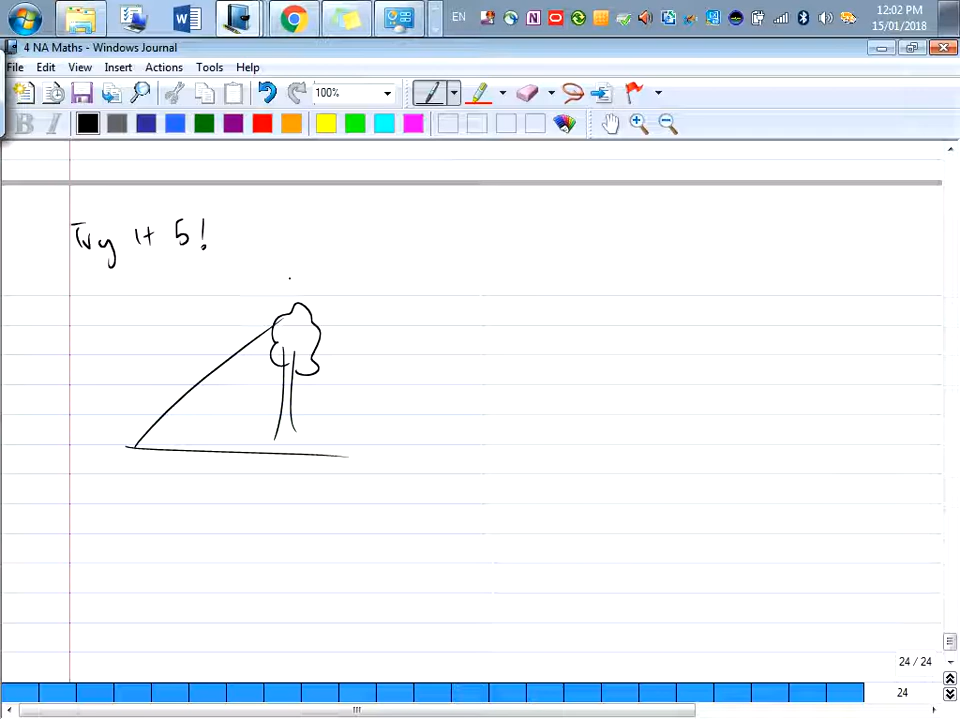 EN
12:02 PM
15/01/2018
4 NA Maths - Windows Journal
File Edit View Insert Actions Tools Help
100%
B I
Try it 5!
24 / 24
24